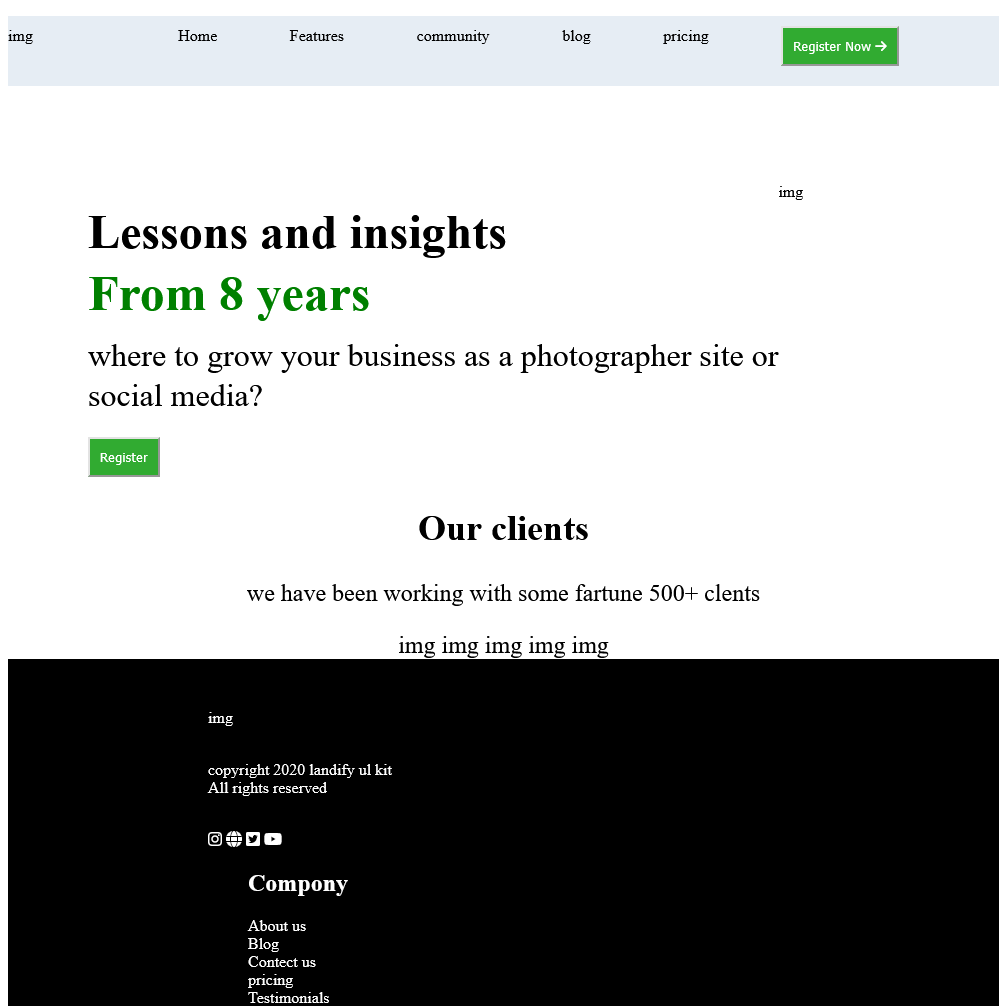 img Home Features community blog pricing Register Now →
img
Lessons and insights
From 8 years
where to grow your business as a photographer site or
social media?
Register
Our clients
we have been working with some fartune 500+ clents
img img img img img
img
copyright 2020 landify ul kit
All rights reserved
Compony
About us
Blog
Contect us
pricing
Testimonials